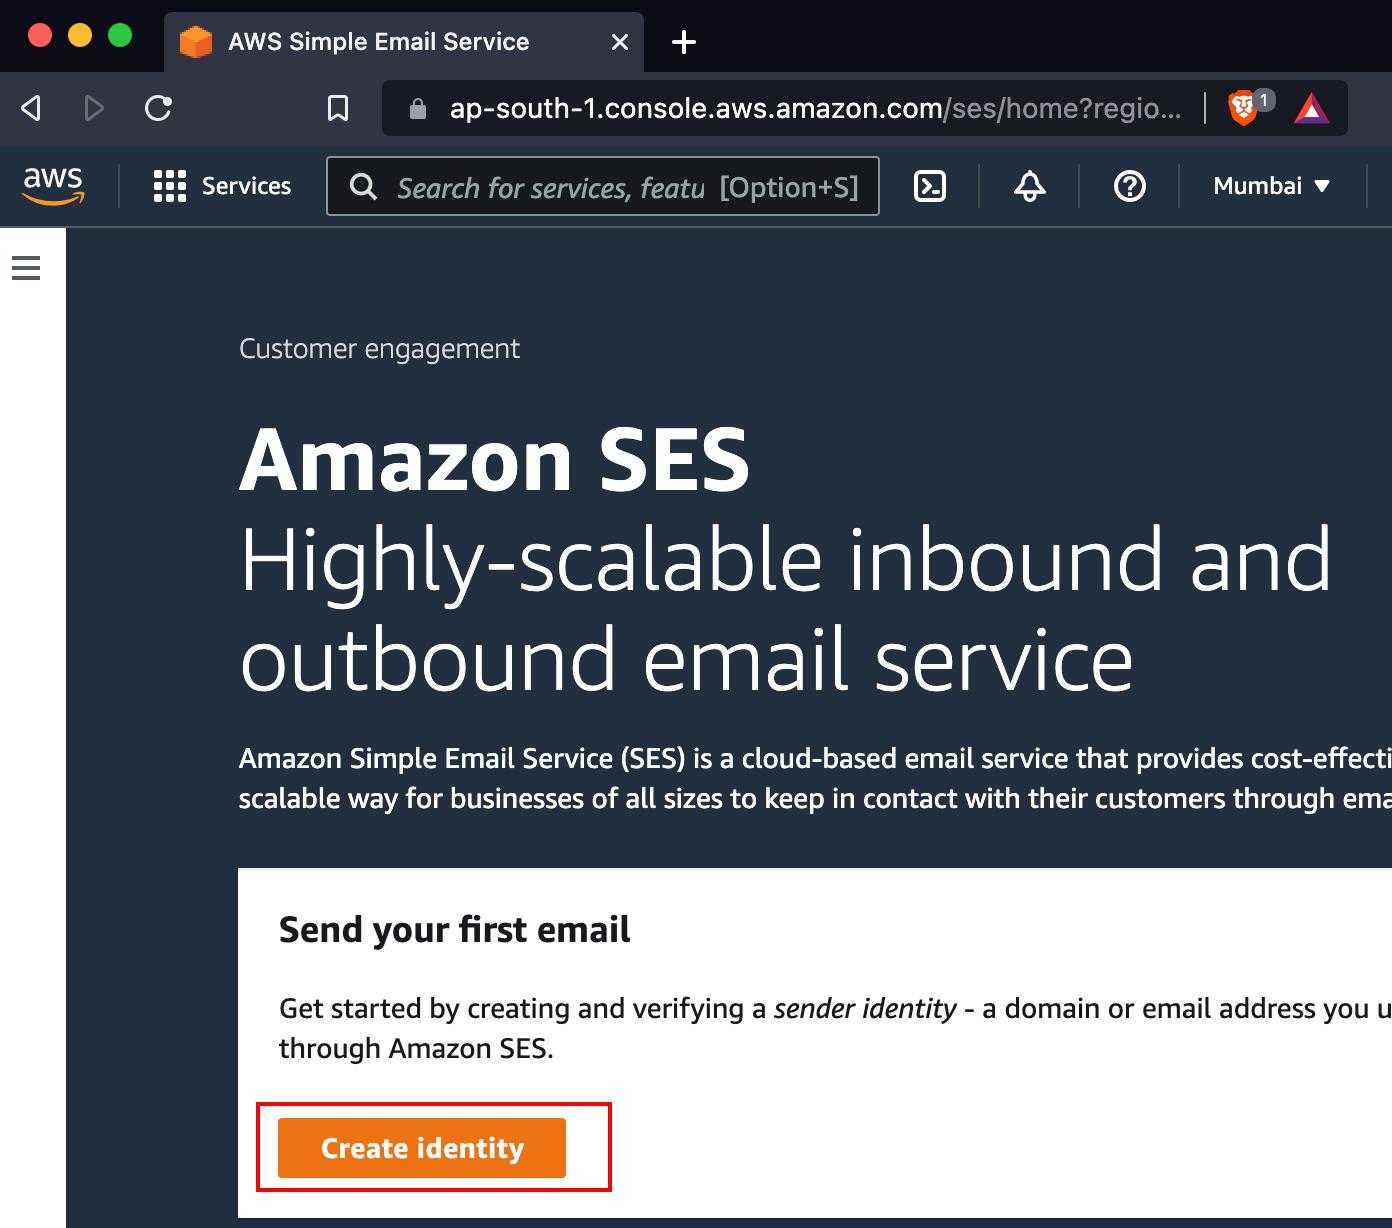 AWS Simple Email Service
ap-south-1.console.aws.amazon.com/ses/home?regio...
1
aws
Services
Search for services, featu [Option+S]
Mumbai
Customer engagement
Amazon SES
Highly-scalable inbound and
outbound email service
Amazon Simple Email Service (SES) is a cloud-based email service that provides cost-effecti
scalable way for businesses of all sizes to keep in contact with their customers through ema
Send your first email
Get started by creating and verifying a sender identity - a domain or email address you u
through Amazon SES.
Create identity